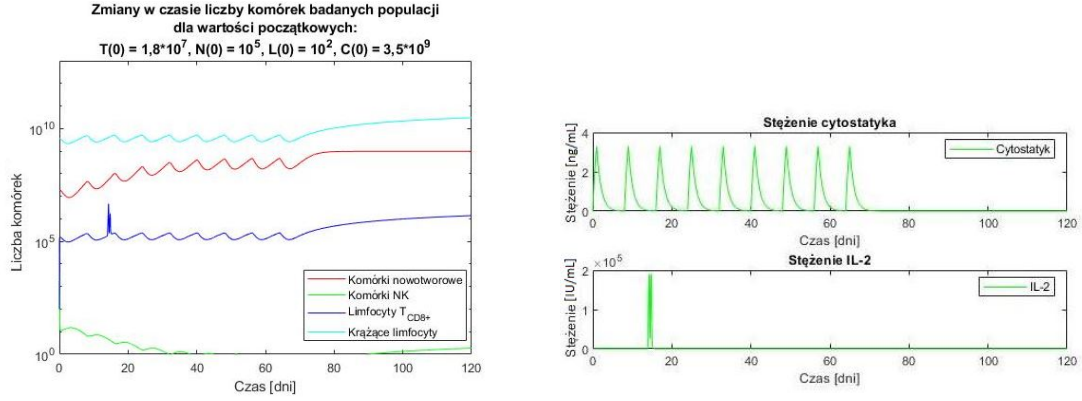 Zmiany w czasie liczby komórek badanych populacji
dla wartości początkowych:
T(0) = 1,8*10^7, N(0) = 10^5, L(0) = 10^2, C(0) = 3,5*10^9
Liczba komórek
10^10
10^5
10^0
0 20 40 60 80 100 120
Czas [dni]
Komórki nowotworowe
Komórki NK
Limfocyty T_CD8+
Krążące limfocyty
Stężenie cytostatyka
Stężenie [ng/mL]
4
2
0
0 20 40 60 80 100 120
Czas [dni]
Cytostatyk
Stężenie IL-2
×10^5
Stężenie [IU/mL]
2
1
0
0 20 40 60 80 100 120
Czas [dni]
IL-2